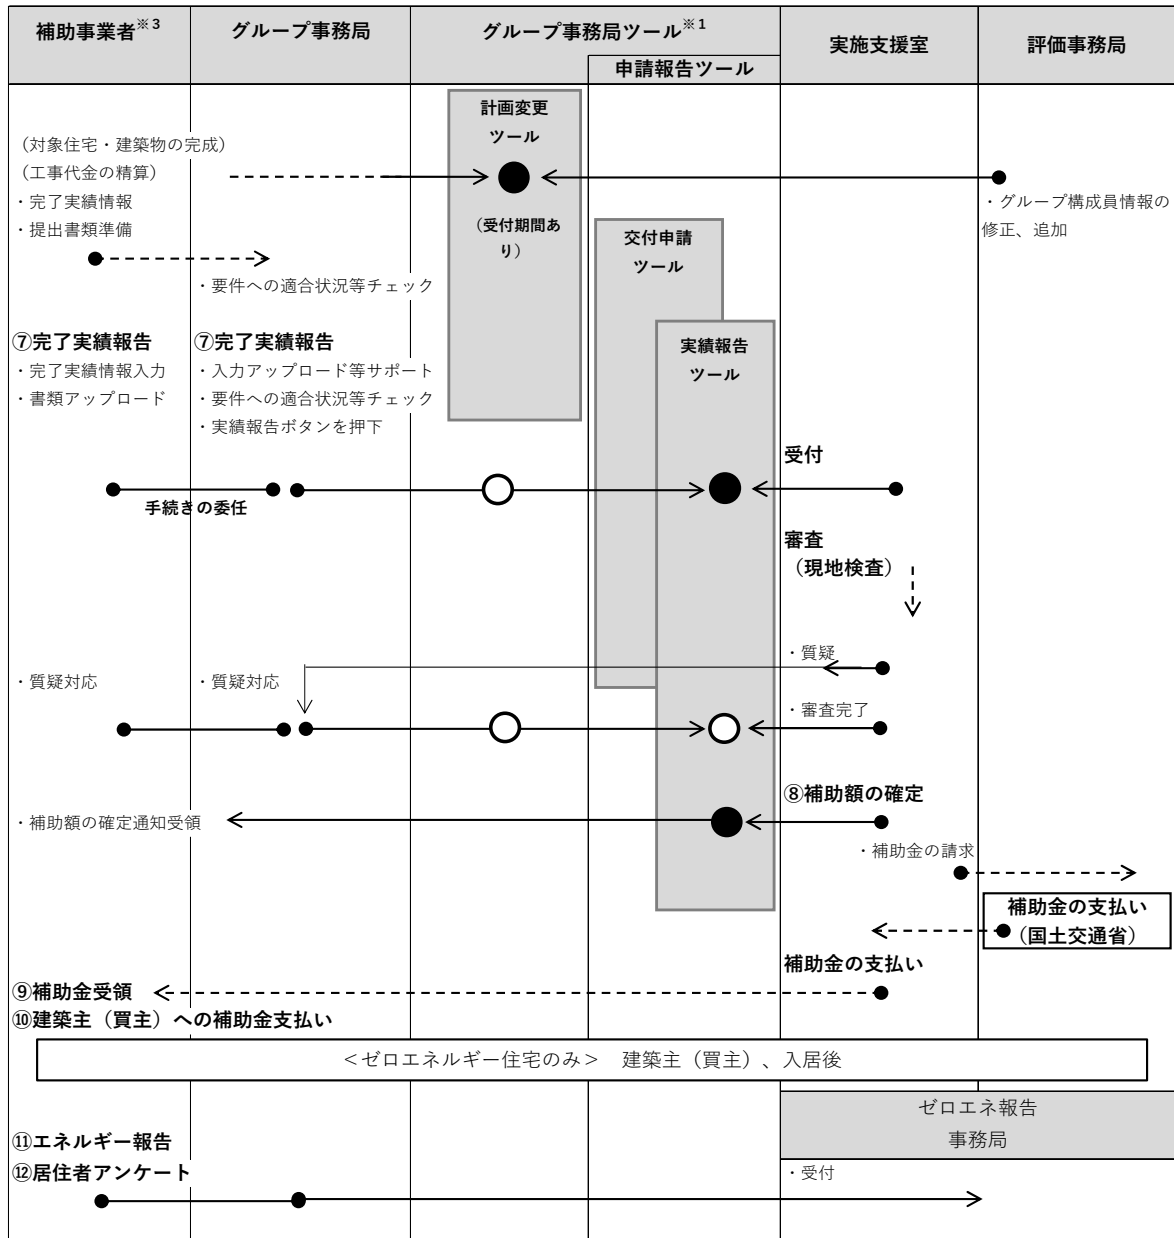 補助事業者※3
グループ事務局
グループ事務局ツール※1
申請報告ツール
実施支援室
評価事務局
計画変更
ツール
(対象住宅・建築物の完成)
(工事代金の精算)
・完了実績情報
・提出書類準備
(受付期間あ
り)
・グループ構成員情報の
修正、追加
交付申請
ツール
・要件への適合状況等チェック
⑦完了実績報告
・完了実績情報入力
・書類アップロード
⑦完了実績報告
・入力アップロード等サポート
・要件への適合状況等チェック
・実績報告ボタンを押下
実績報告
ツール
受付
手続きの委任
審査
(現地検査)
・質疑
・質疑対応
・質疑対応
・審査完了
⑧補助額の確定
・補助額の確定通知受領
・補助金の請求
補助金の支払い
(国土交通省)
補助金の支払い
⑨補助金受領
⑩建築主(買主)への補助金支払い
<ゼロエネルギー住宅のみ> 建築主(買主)、入居後
ゼロエネ報告
事務局
⑪エネルギー報告
⑫居住者アンケート
・受付